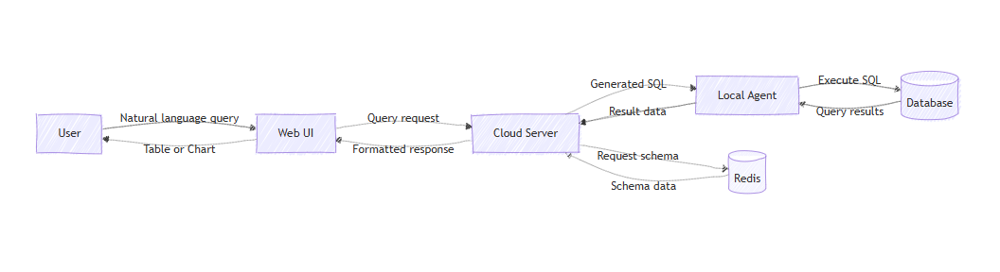 User
Natural language query
Table or Chart
Web UI
Query request
Formatted response
Cloud Server
Generated SQL
Result data
Request schema
Schema data
Local Agent
Execute SQL
Query results
Database
Redis